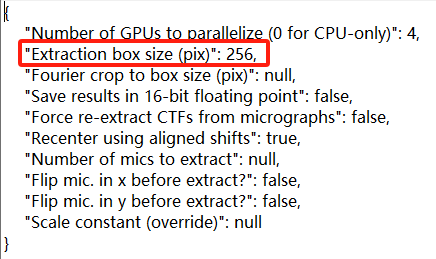 {
"Number of GPUs to parallelize (0 for CPU-only)": 4,
"Extraction box size (pix)": 256,
"Fourier crop to box size (pix)": null,
"Save results in 16-bit floating point": false,
"Force re-extract CTFs from micrographs": false,
"Recenter using aligned shifts": true,
"Number of mics to extract": null,
"Flip mic. in x before extract?": false,
"Flip mic. in y before extract?": false,
"Scale constant (override)": null
}